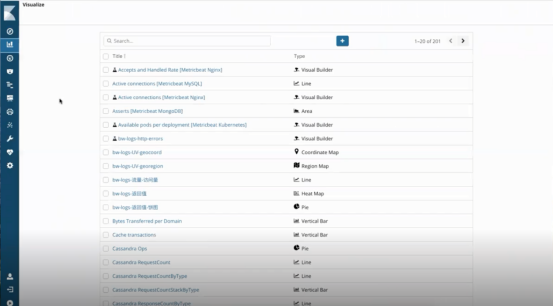 Visualize
Search...
1–20 of 201
Title
Type
Accepts and Handled Rate [Metricbeat Nginx]
Visual Builder
Active connections [Metricbeat MySQL]
Line
Active connections [Metricbeat Nginx]
Visual Builder
Asserts [Metricbeat MongoDB]
Area
Available pods per deployment [Metricbeat Kubernetes]
Visual Builder
bw-logs-http-errors
Visual Builder
bw-logs-UV-geocoord
Coordinate Map
bw-logs-UV-georegion
Region Map
bw-logs-流量-访问量
Line
bw-logs-返回值
Heat Map
bw-logs-返回值-饼图
Pie
Bytes Transferred per Domain
Vertical Bar
Cache transactions
Vertical Bar
Cassandra Ops
Pie
Cassandra RequestCount
Line
Cassandra RequestCountByType
Line
Cassandra RequestCountStackByType
Vertical Bar
Cassandra ResponseCountByType
Line